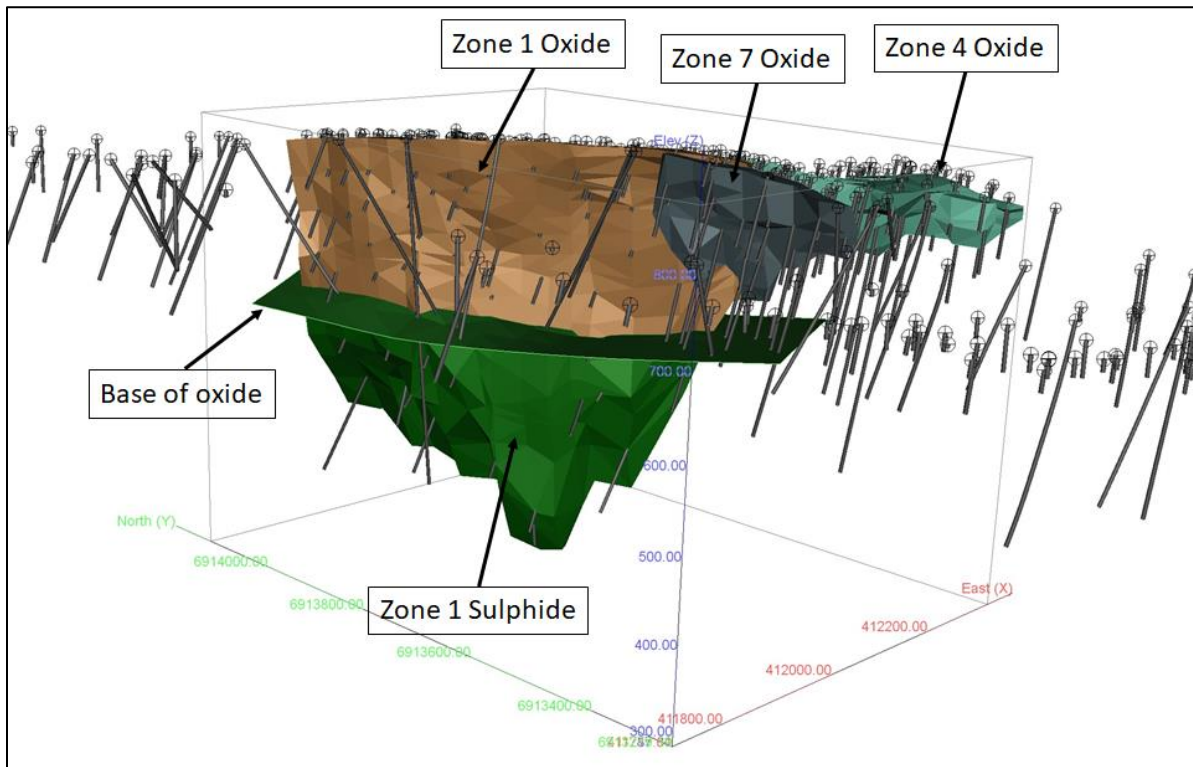 Zone 1 Oxide
Zone 7 Oxide
Zone 4 Oxide
Elev (Z)
800.00
Base of oxide
700.00
600.00
North (Y)
500.00
6914000.00
East (X)
6913800.00
Zone 1 Sulphide
412200.00
400.00
6913600.00
412000.00
6913400.00
411800.00
300.00